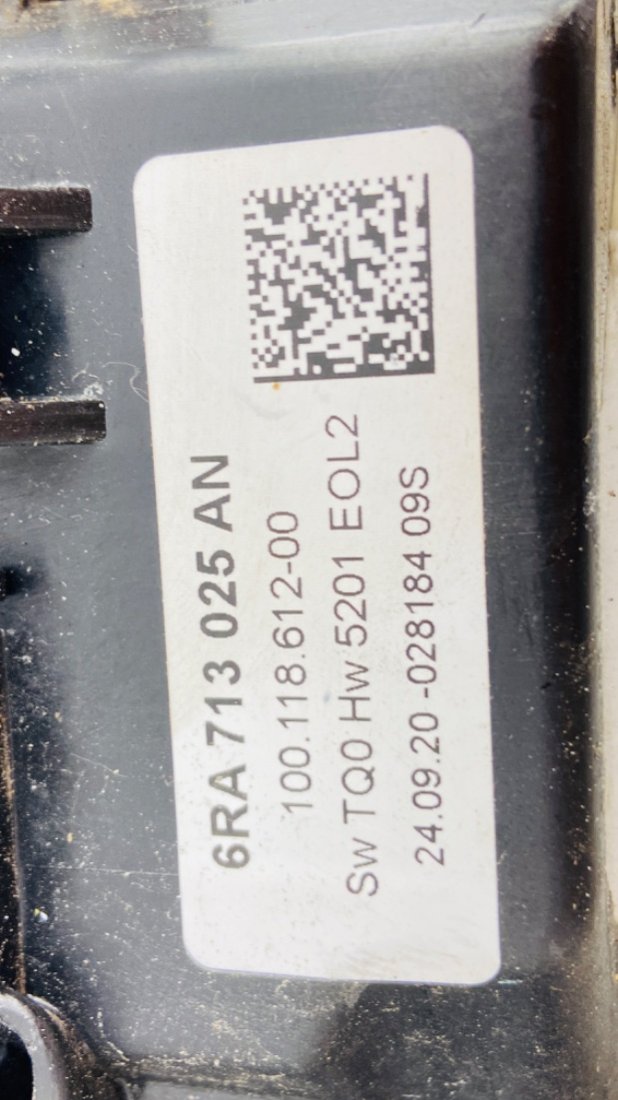 6RA 713 025 AN
100.118.612-00
Sw TQ0 Hw 5201 EOL2
24.09.20 -028184 09S